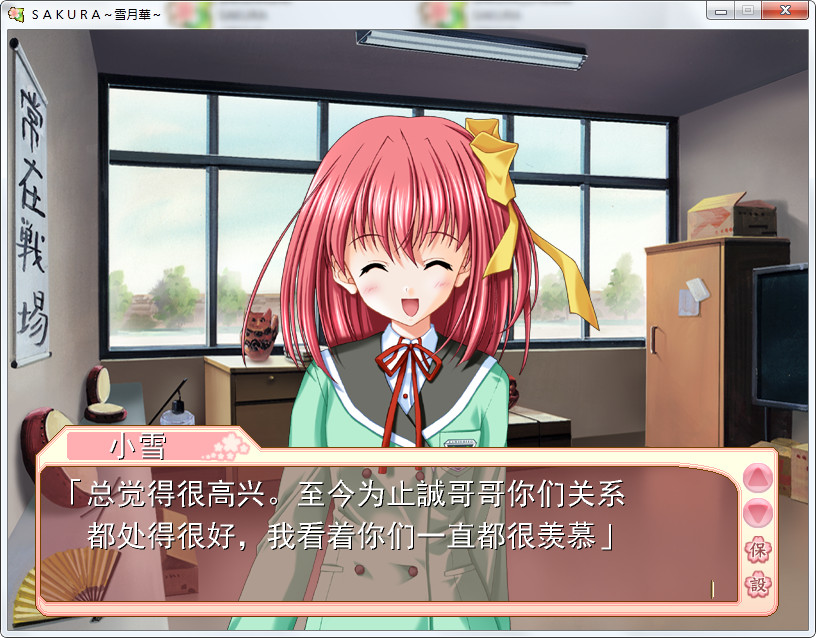 SAKURA~雪月華~
常在戦場
小雪
「总觉得很高兴。至今为止誠哥哥你们关系
都处得很好，我看着你们一直都很羡慕」
保
設